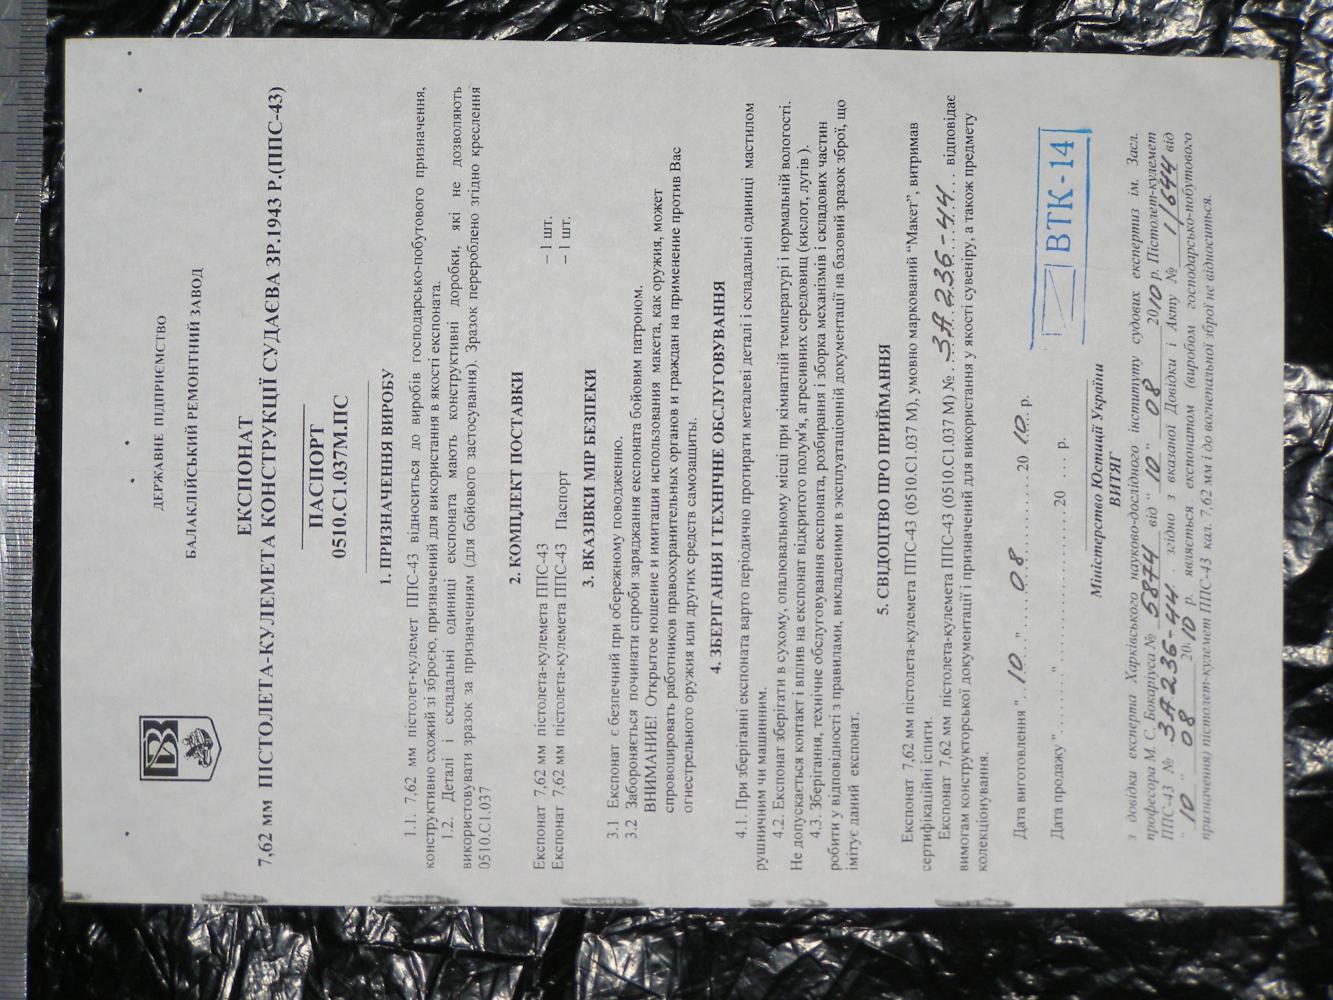 ДЕРЖАВНЕ ПІДПРИЄМСТВО
БАЛАКЛІЙСЬКИЙ РЕМОНТНИЙ ЗАВОД
ЕКСПОНАТ
7,62 мм ПІСТОЛЕТА-КУЛЕМЕТА КОНСТРУКЦІЇ СУДАЄВА ЗР.1943 Р.(ППС-43)
ПАСПОРТ
0510.С1.037М.ПС
1. ПРИЗНАЧЕННЯ ВИРОБУ
1.1. 7,62 мм пістолет-кулемет ППС-43 відноситься до виробів господарсько-побутового призначення,
конструктивно схожий зі зброєю, призначений для використання в якості експоната.
1.2. Деталі і складальні одиниці експоната мають конструктивні доробки, які не дозволяють
використовувати зразок за призначенням (для бойового застосування). Зразок перероблено згідно креслення
0510.С1.037
2. КОМПЛЕКТ ПОСТАВКИ
Експонат 7,62 мм пістолета-кулемета ППС-43 – 1 шт.
Експонат 7,62 мм пістолета-кулемета ППС-43 Паспорт – 1 шт.
3. ВКАЗІВКИ МІР БЕЗПЕКИ
3.1 Експонат є безпечний при обережному поводженню.
3.2 Забороняється починати спроби заряджання експоната бойовим патроном.
ВНИМАНИЕ! Открытое ношение и имитация использования макета, как оружия, может
спровоцировать работников правоохранительных органов и граждан на применение против Вас
огнестрельного оружия или других средств самозащиты.
4. ЗБЕРІГАННЯ І ТЕХНІЧНЕ ОБСЛУГОВУВАННЯ
4.1. При зберіганні експоната варто періодично протирати металеві деталі і складальні одиниці мастилом
рушничним чи машинним.
4.2. Експонат зберігати в сухому, опалювальному місці при кімнатній температурі і нормальній вологості.
Не допускається контакт і вплив на експонат відкритого полум'я, агресивних середовищ (кислот, лугів ).
4.3. Зберігання, технічне обслуговування експоната, розбирання і зборка механізмів і складових частин
робити у відповідності з правилами, викладеними в эксплуатаційній документації на базовий зразок зброї, що
імітує даний експонат.
5. СВІДОЦТВО ПРО ПРИЙМАННЯ
Експонат 7,62 мм пістолета-кулемета ППС-43 (0510.С1.037 М), умовно маркований “Макет”, витримав
сертифікаційні іспити.
Експонат 7,62 мм пістолета-кулемета ППС-43 (0510.С1.037 М) № ЗА236-44 відповідає
вимогам конструкторської документації і призначений для використання у якості сувеніру, а також предмету
колекціонування.
Дата виготовлення "10" 08 2010 р.
ВТК-14
Дата продажу "........" .................... 20 .... р.
Міністерство Юстиції України
ВИТЯГ
з довідки експерта Харківського науково-дослідного інституту судових експертиз ім. Засл.
професора М. С. Бокаріуса № 5874 від "10" 08 2010 р. Пістолет-кулемет
ППС-43 № ЗА236-44 . згідно з вказаної Довідки і Акту № 1/644 від
"10" 08 2010 р. являється експонатом (виробом господарсько-побутового
призначення) пістолет-кулемет ППС-43 кал. 7,62 мм і до вогнепальної зброї не відноситься.